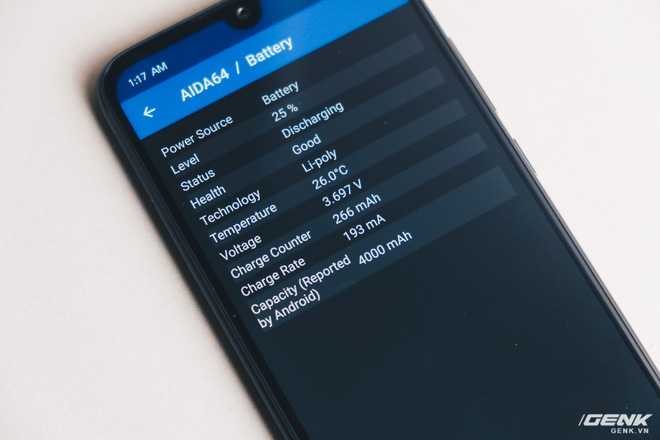 1:17 AM
← AIDA64 / Battery
Power Source Battery
Level 25 %
Status Discharging
Health Good
Technology Li-poly
Temperature 26.0°C
Voltage 3.697 V
Charge Counter 266 mAh
Charge Rate 193 mA
Capacity (Reported 4000 mAh
by Android)
GENK
GENK.VN